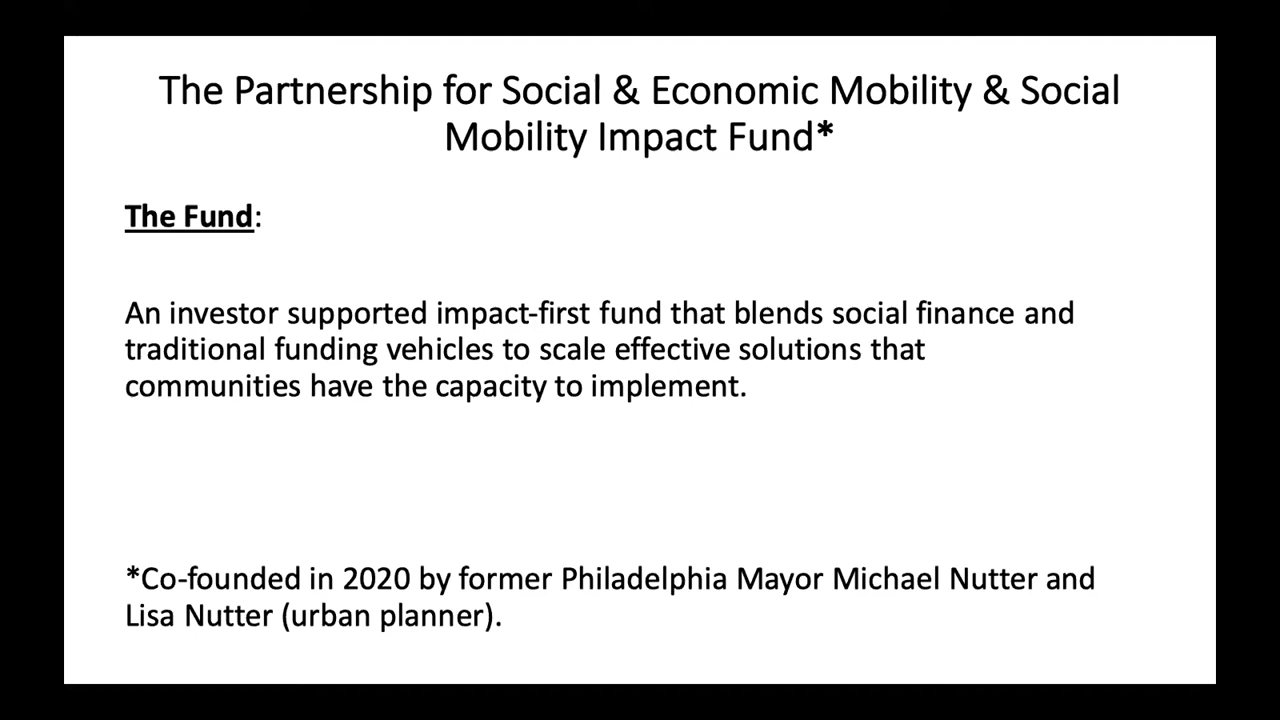 The Partnership for Social & Economic Mobility & Social
Mobility Impact Fund*
The Fund:
An investor supported impact-first fund that blends social finance and
traditional funding vehicles to scale effective solutions that
communities have the capacity to implement.
*Co-founded in 2020 by former Philadelphia Mayor Michael Nutter and
Lisa Nutter (urban planner).